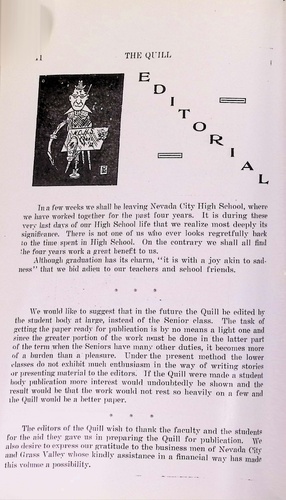 THE QUILL
EDITORIAL
In a few weeks we shall be leaving Nevada City High School, where
we have worked together for the past four years. It is during these
very last days of our High School life that we realize most deeply its
significance. There is not one of us who ever looks regretfully back
to the time spent in High School. On the contrary we shall all find
the four years work a great beneft to us.
Although graduation has its charm, "it is with a joy akin to sad-
ness" that we bid adieu to our teachers and school friends.
* * *
We would like to suggest that in the future the Quill be edited by
the student body at large, instead of the Senior class. The task of
getting the paper ready for publication is by no means a light one and
since the greater portion of the work must be done in the latter part
of the term when the Seniors have many other duties, it becomes more
of a burden than a pleasure. Under the present method the lower
classes do not exhibit much enthusiasm in the way of writing stories
or presenting material to the editors. If the Quill were made a student
body publication more interest would undoubtedly be shown and the
result would be that the work would not rest so heavily on a few and
the Quill would be a better paper.
* * *
The editors of the Quill wish to thank the faculty and the students
for the aid they gave us in preparing the Quill for publication. We
also desire to express our gratitude to the business men of Nevada City
and Grass Valley whose kindly assistance in a financial way has made
this volume a possibility.